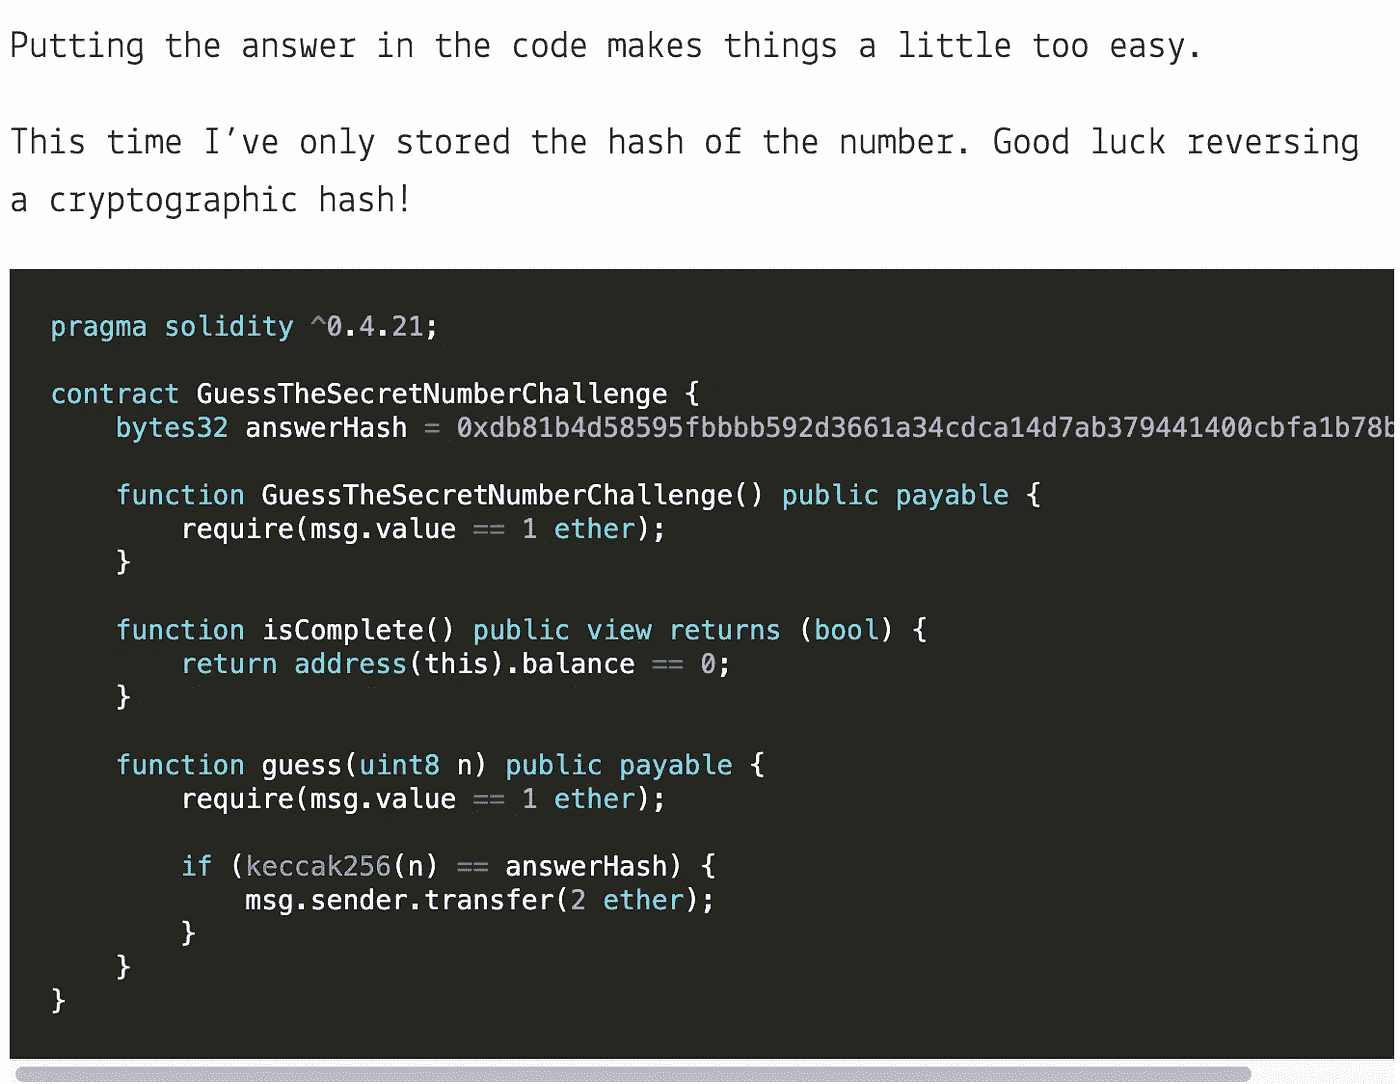 Putting the answer in the code makes things a little too easy.
This time I’ve only stored the hash of the number. Good luck reversing
a cryptographic hash!
pragma solidity ^0.4.21;
contract GuessTheSecretNumberChallenge {
bytes32 answerHash = 0xdb81b4d58595fbbbb592d3661a34cdca14d7ab379441400cbfa1b78b
function GuessTheSecretNumberChallenge() public payable {
require(msg.value == 1 ether);
}
function isComplete() public view returns (bool) {
return address(this).balance == 0;
}
function guess(uint8 n) public payable {
require(msg.value == 1 ether);
if (keccak256(n) == answerHash) {
msg.sender.transfer(2 ether);
}
}
}